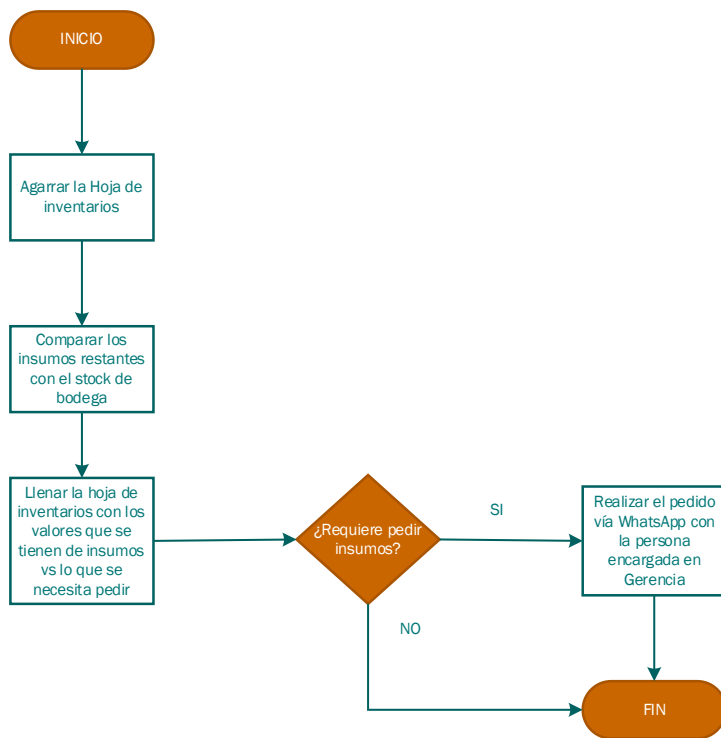 INICIO
Agarrar la Hoja de
inventarios
Comparar los
insumos restantes
con el stock de
bodega
Llenar la hoja de
inventarios con los
valores que se
tienen de insumos
vs lo que se
necesita pedir
¿Requiere pedir
insumos?
SI
Realizar el pedido
vía WhatsApp con
la persona
encargada en
Gerencia
NO
FIN